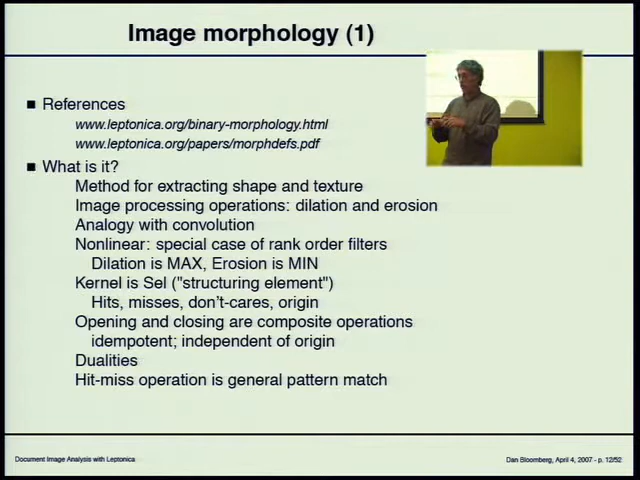 Image morphology (1)
References
www.leptonica.org/binary-morphology.html
www.leptonica.org/papers/morphdefs.pdf
What is it?
Method for extracting shape and texture
Image processing operations: dilation and erosion
Analogy with convolution
Nonlinear: special case of rank order filters
Dilation is MAX, Erosion is MIN
Kernel is Sel ("structuring element")
Hits, misses, don't-cares, origin
Opening and closing are composite operations
idempotent; independent of origin
Dualities
Hit-miss operation is general pattern match
Document Image Analysis with Leptonica
Dan Bloomberg, April 4, 2007 - p. 12/52